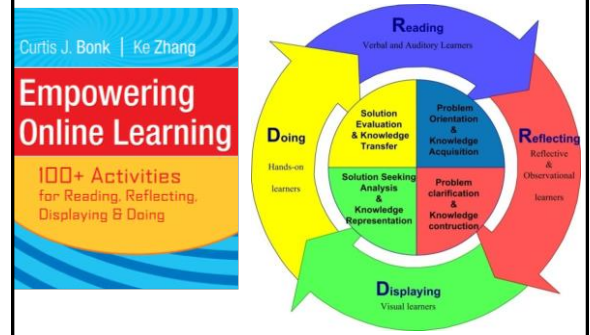 Curtis J. Bonk | Ke Zhang
Empowering
Online Learning
100+ Activities
for Reading, Reflecting,
Displaying & Doing
Reading
Verbal and Auditory Learners
Doing
Hands-on
learners
Reflecting
Reflective
&
Observational
learners
Displaying
Visual learners
Solution
Evaluation
& Knowledge
Transfer
Problem
Orientation
&
Knowledge
Acquisition
Solution Seeking
Analysis
&
Knowledge
Representation
Problem
clarification
&
Knowledge
contruction